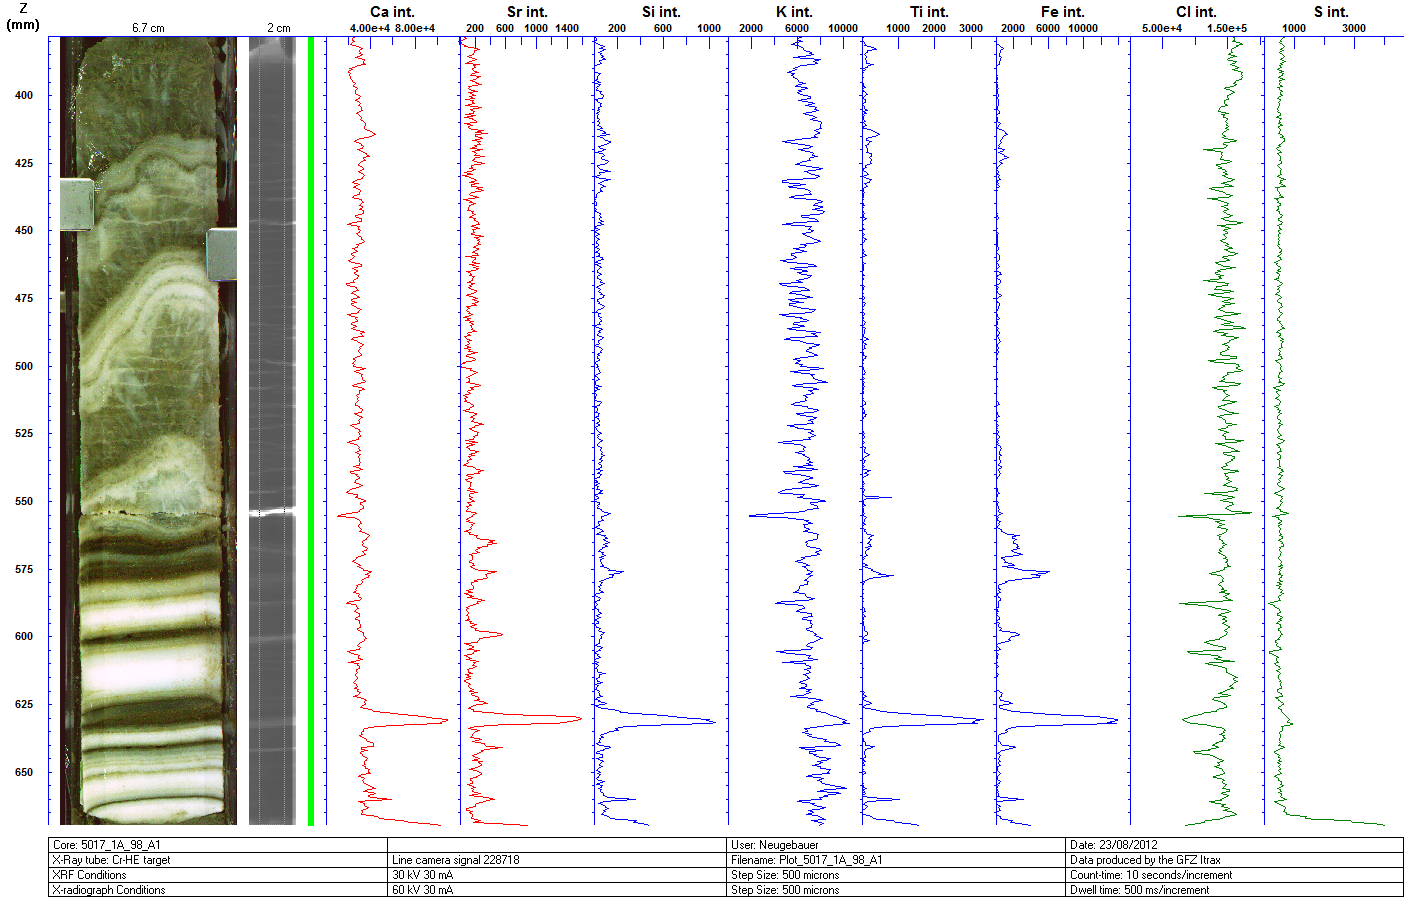 Z
(mm)
6.7 cm
2 cm
Ca int.
Sr int.
Si int.
K int.
Ti int.
Fe int.
Cl int.
S int.
4.00e+4 8.00e+4
200 600 1000 1400
200 600 1000
2000 6000 10000
1000 2000 3000
2000 6000 10000
5.00e+4 1.50e+5
1000 3000
400
425
450
475
500
525
550
575
600
625
650
Core: 5017_1A_98_A1
User: Neugebauer
Date: 23/08/2012
X-Ray tube: Cr-HE target
Line camera signal 228718
Filename: Plot_5017_1A_98_A1
Data produced by the GFZ Itrax
XRF Conditions
30 kV 30 mA
Step Size: 500 microns
Count-time: 10 seconds/increment
X-radiograph Conditions
60 kV 30 mA
Step Size: 500 microns
Dwell time: 500 ms/increment